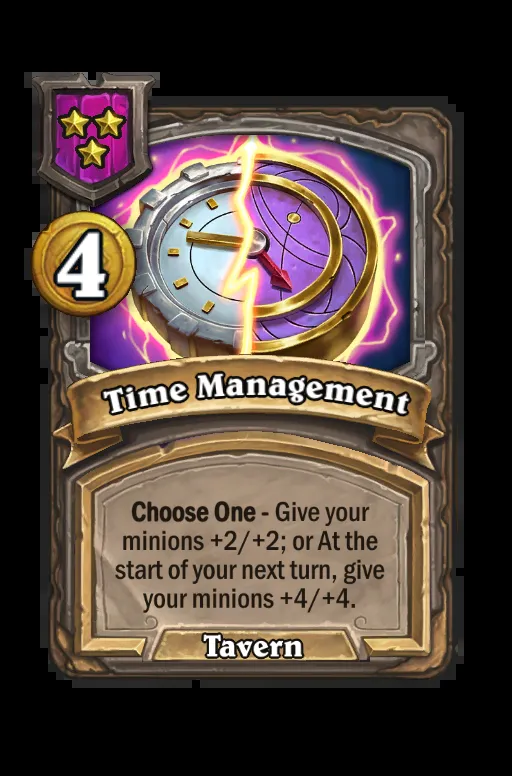 4
Time Management
Choose One - Give your
minions +2/+2; or At the
start of your next turn, give
your minions +4/+4.
Tavern